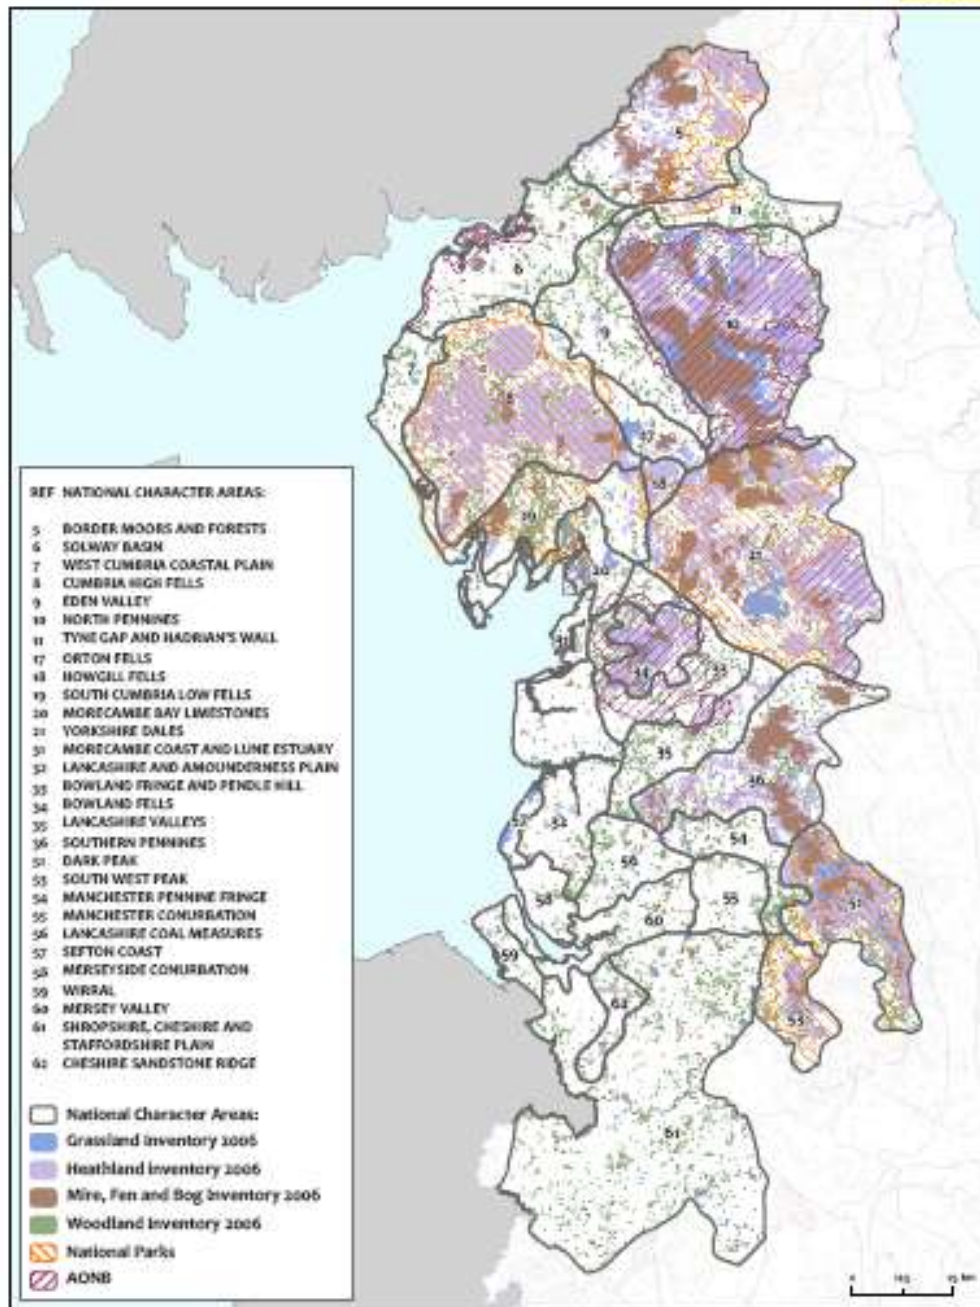 5
11
6
10
9
7
8
17
18
REF NATIONAL CHARACTER AREAS:
5 BORDER MOORS AND FORESTS
6 SOLWAY BASIN
7 WEST CUMBRIA COASTAL PLAIN
8 CUMBRIA HIGH FELLS
9 EDEN VALLEY
10 NORTH PENNINES
11 TYNE GAP AND HADRIAN'S WALL
17 ORTON FELLS
18 HOWGILL FELLS
19 SOUTH CUMBRIA LOW FELLS
20 MORECAMBE BAY LIMESTONES
21 YORKSHIRE DALES
31 MORECAMBE COAST AND LUNE ESTUARY
32 LANCASHIRE AND AMOUNDERNESS PLAIN
33 BOWLAND FRINGE AND PENDLE HILL
34 BOWLAND FELLS
35 LANCASHIRE VALLEYS
36 SOUTHERN PENNINES
51 DARK PEAK
53 SOUTH WEST PEAK
54 MANCHESTER PENNINE FRINGE
55 MANCHESTER CONURBATION
56 LANCASHIRE COAL MEASURES
57 SEFTON COAST
58 MERSEYSIDE CONURBATION
59 WIRRAL
60 MERSEY VALLEY
61 SHROPSHIRE, CHESHIRE AND
STAFFORDSHIRE PLAIN
62 CHESHIRE SANDSTONE RIDGE
National Character Areas:
Grassland Inventory 2006
Heathland Inventory 2006
Mire, Fen and Bog Inventory 2006
Woodland Inventory 2006
National Parks
AONB
19
21
20
31
34
33
35
36
57
32
54
56
51
58
55
60
59
62
53
61